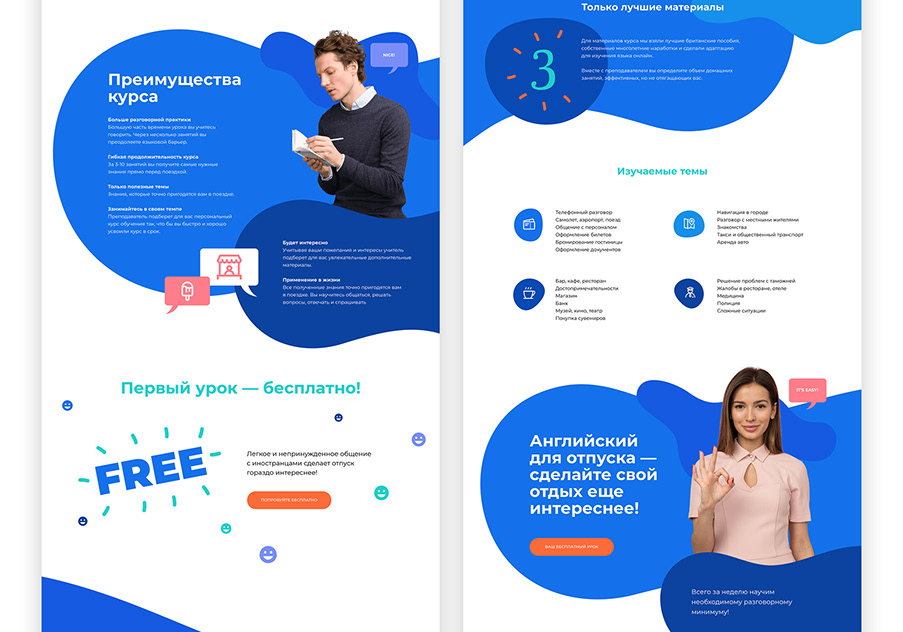 Преимущества
курса
NICE!
Больше разговорной практики
Большую часть времени урока вы учитесь
говорить. Через несколько занятий вы
преодолеете языковой барьер.
Гибкая продолжительность курса
За 3-10 занятий вы получите самые нужные
знания прямо перед поездкой.
Только полезные темы
Знания, которые точно пригодятся вам в поездке.
Занимайтесь в своем темпе
Преподаватель подберет для вас персональный
курс обучения так, что бы вы быстро и хорошо
усвоили курс в срок.
Будет интересно
Учитывая ваши пожелания и интересы учитель
подберет для вас увлекательные дополнительные
материалы.
Применение в жизни
Все полученные знания точно пригодятся вам
в поездке. Вы научитесь общаться, решать
вопросы, отвечать и спрашивать
Первый урок — бесплатно!
FREE
Легкое и непринужденное общение
с иностранцами сделает отпуск
гораздо интереснее!
ПОПРОБУЙТЕ БЕСПЛАТНО
Только лучшие материалы
3
Для материалов курса мы взяли лучшие британские пособия,
собственные многолетние наработки и сделали адаптацию
для изучения языка онлайн.
Вместе с преподавателем вы определите объем домашних
занятий, эффективных, но не отягощающих вас.
Изучаемые темы
Телефонный разговор
Самолет, аэропорт, поезд
Общение с персоналом
Оформление билетов
Бронирование гостиницы
Оформление документов
Навигация в городе
Разговор с местными жителями
Знакомства
Такси и общественный транспорт
Аренда авто
Бар, кафе, ресторан
Достопримечательности
Магазин
Банк
Музей, кино, театр
Покупка сувениров
Решение проблем с таможней
Жалобы в ресторане, отеле
Медицина
Полиция
Сложные ситуации
IT'S EASY!
Английский
для отпуска —
сделайте свой
отдых еще
интереснее!
ВАШ БЕСПЛАТНЫЙ УРОК
Всего за неделю научим
необходимому разговорному
минимуму!